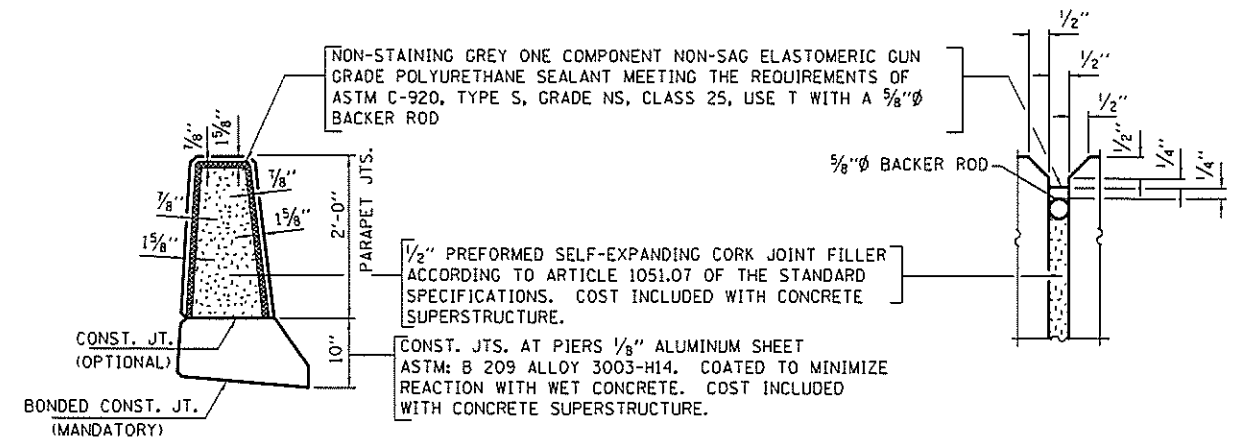 NON-STAINING GREY ONE COMPONENT NON-SAG ELASTOMERIC GUN
GRADE POLYURETHANE SEALANT MEETING THE REQUIREMENTS OF
ASTM C-920, TYPE S, GRADE NS, CLASS 25, USE T WITH A 5/8"Ø
BACKER ROD
1/2"
1/2"
1/2"
1/2"
1/4"
1/4"
5/8"Ø BACKER ROD
7/8"
1 5/8"
7/8"
7/8"
1 5/8"
1 5/8"
2'-0"
PARAPET JTS.
1/2" PREFORMED SELF-EXPANDING CORK JOINT FILLER
ACCORDING TO ARTICLE 1051.07 OF THE STANDARD
SPECIFICATIONS. COST INCLUDED WITH CONCRETE
SUPERSTRUCTURE.
CONST. JT.
(OPTIONAL)
10"
CONST. JTS. AT PIERS 1/8" ALUMINUM SHEET
ASTM: B 209 ALLOY 3003-H14. COATED TO MINIMIZE
REACTION WITH WET CONCRETE. COST INCLUDED
WITH CONCRETE SUPERSTRUCTURE.
BONDED CONST. JT.
(MANDATORY)